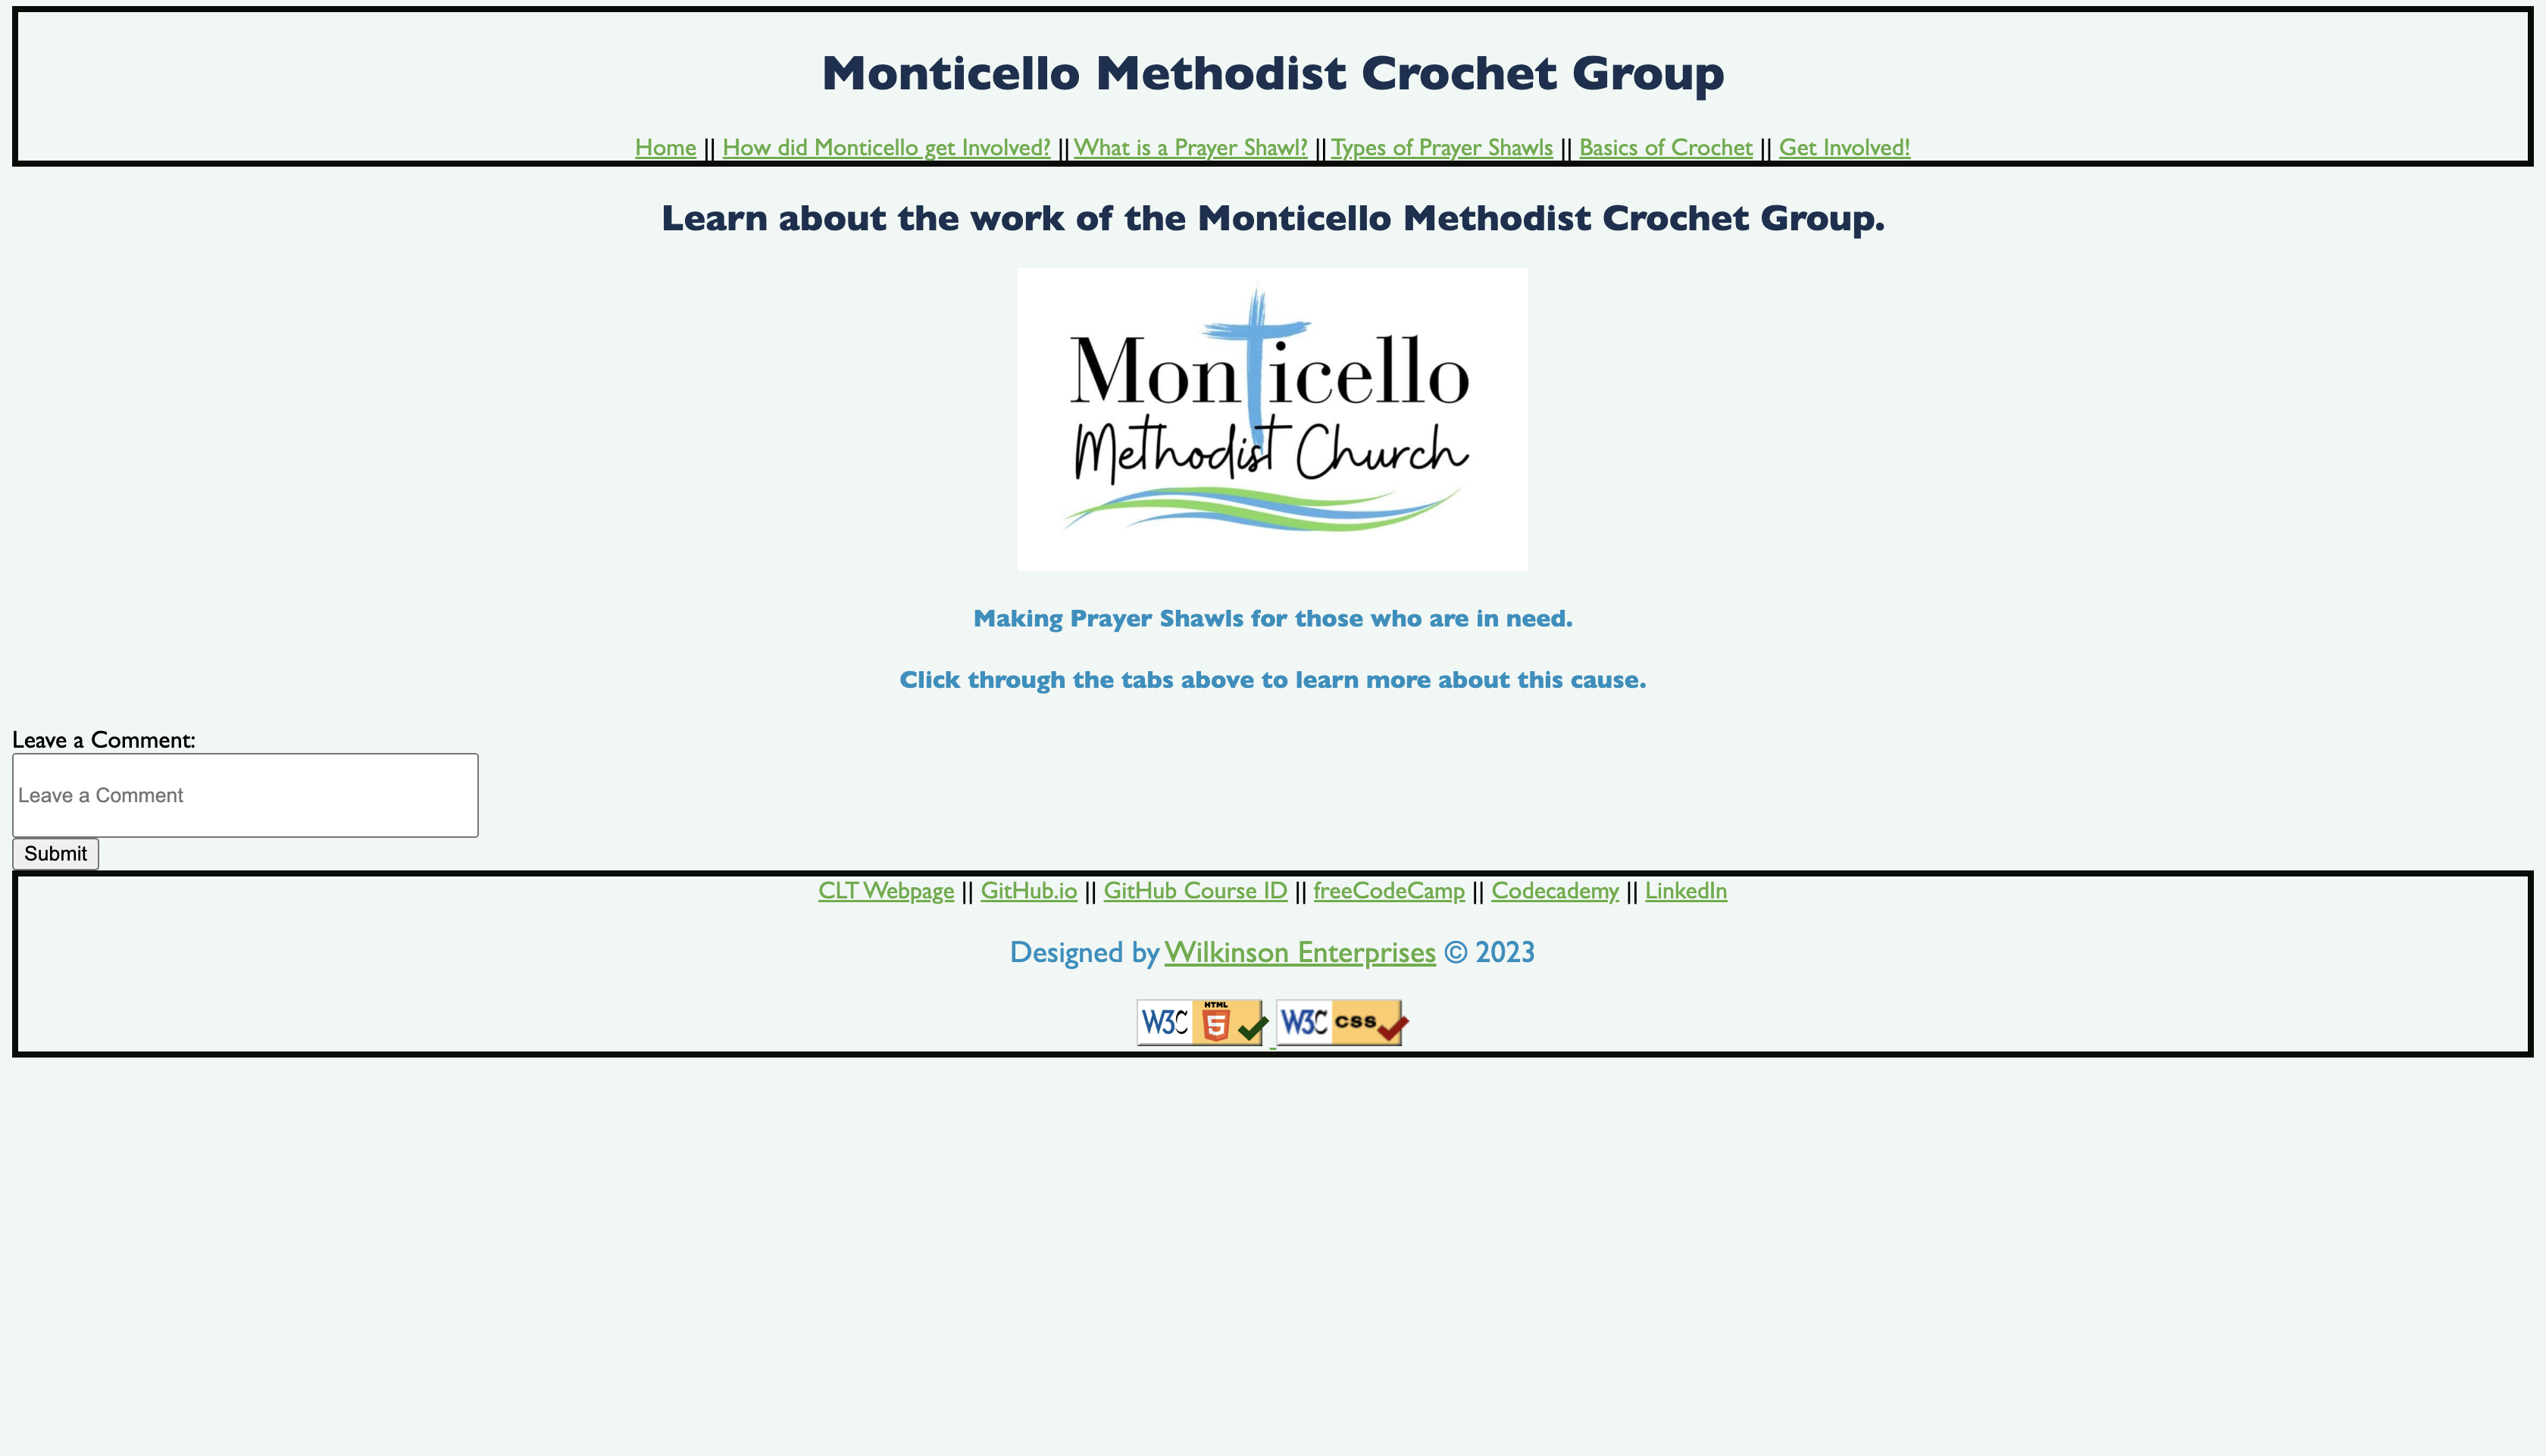 Monticello Methodist Crochet Group
Home || How did Monticello get Involved? || What is a Prayer Shawl? || Types of Prayer Shawls || Basics of Crochet || Get Involved!
Learn about the work of the Monticello Methodist Crochet Group.
Monticello
Methodist Church
Making Prayer Shawls for those who are in need.
Click through the tabs above to learn more about this cause.
Leave a Comment:
Leave a Comment
Submit
CLT Webpage || GitHub.io || GitHub Course ID || freeCodeCamp || Codecademy || LinkedIn
Designed by Wilkinson Enterprises © 2023
W3C HTML 5 W3C CSS